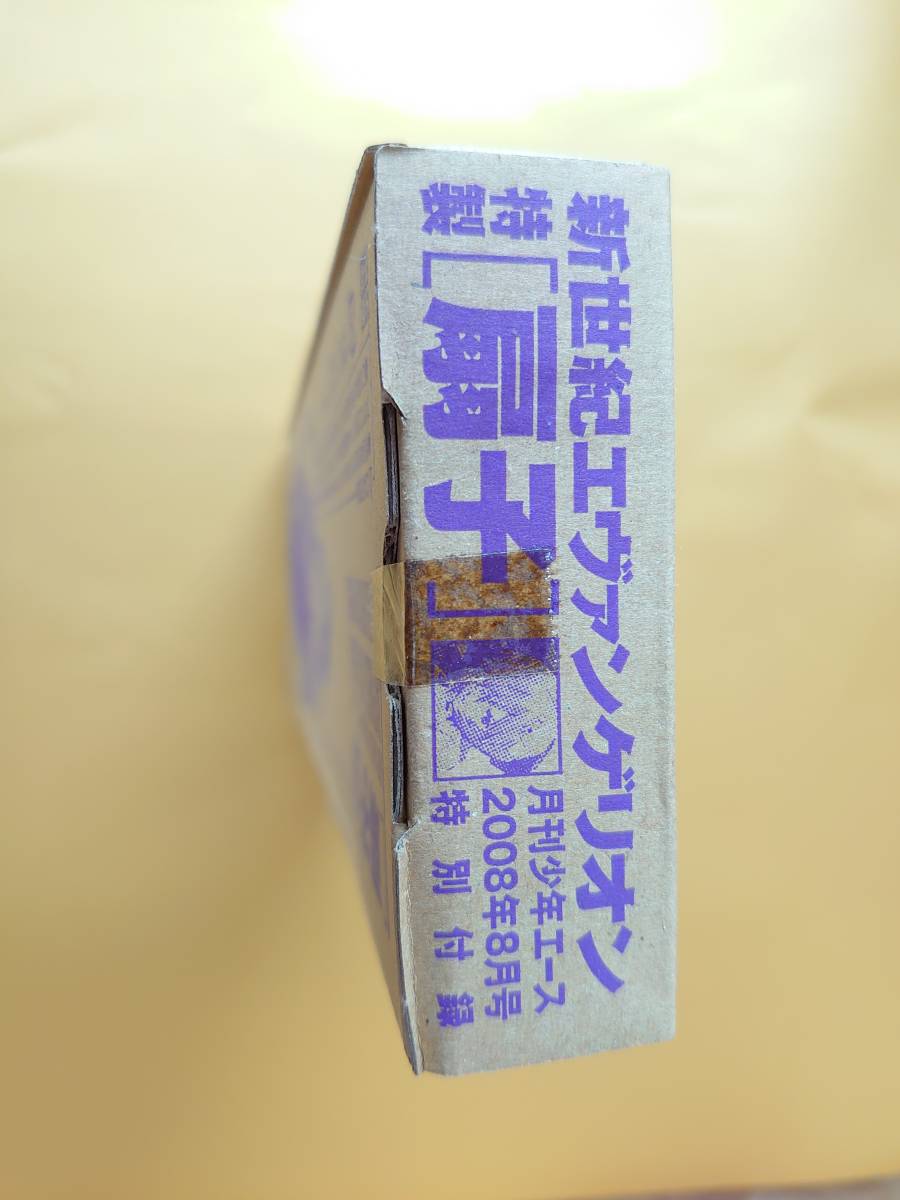 新世紀エヴァンゲリオン
特製[扇子]
月刊少年エース
2008年8月号
特別付録